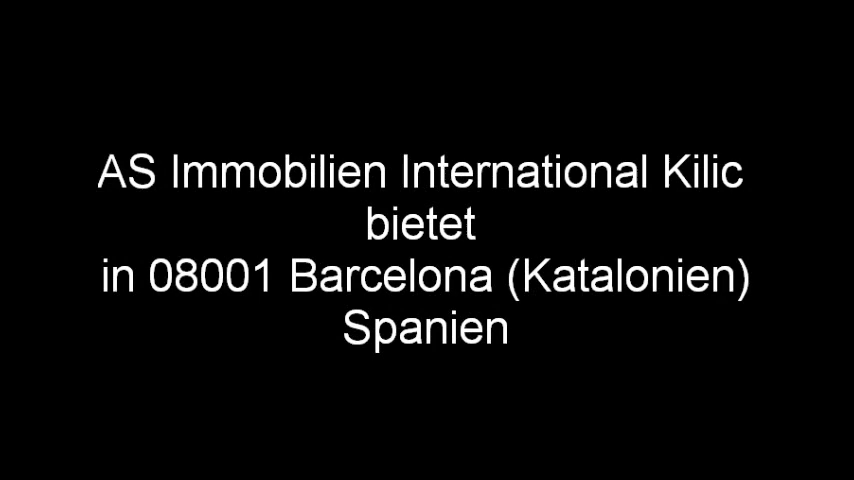 AS Immobilien International Kilic
bietet
in 08001 Barcelona (Katalonien)
Spanien